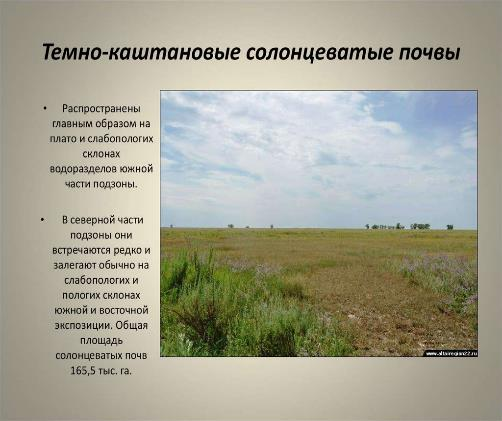 Темно-каштановые солонцеватые почвы
• Распространены
главным образом на
плато и слабопологих
склонах
водоразделов южной
части подзоны.
• В северной части
подзоны они
встречаются редко и
залегают обычно на
слабопологих и
пологих склонах
южной и восточной
экспозиции. Общая
площадь
солонцеватых почв
165,5 тыс. га.
www.altairegion22.ru